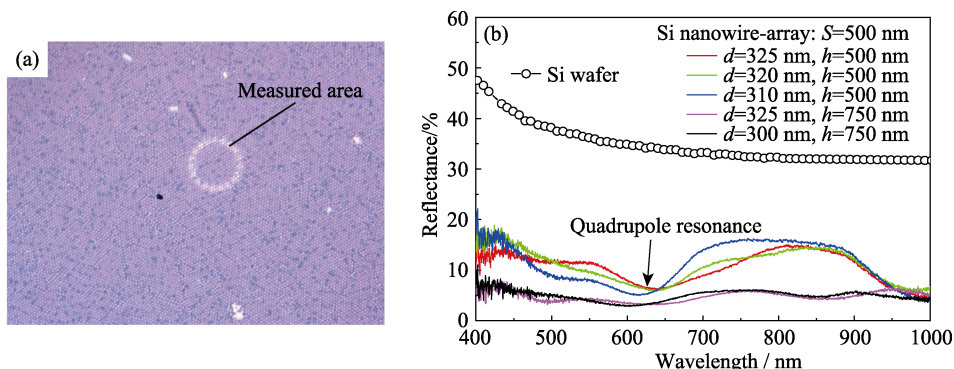 (a)
Measured area
(b)
Si nanowire-array: S=500 nm
d=325 nm, h=500 nm
d=320 nm, h=500 nm
d=310 nm, h=500 nm
d=325 nm, h=750 nm
d=300 nm, h=750 nm
Si wafer
Quadrupole resonance
Reflectance/%
60
50
40
30
20
10
0
400 500 600 700 800 900 1000
Wavelength / nm